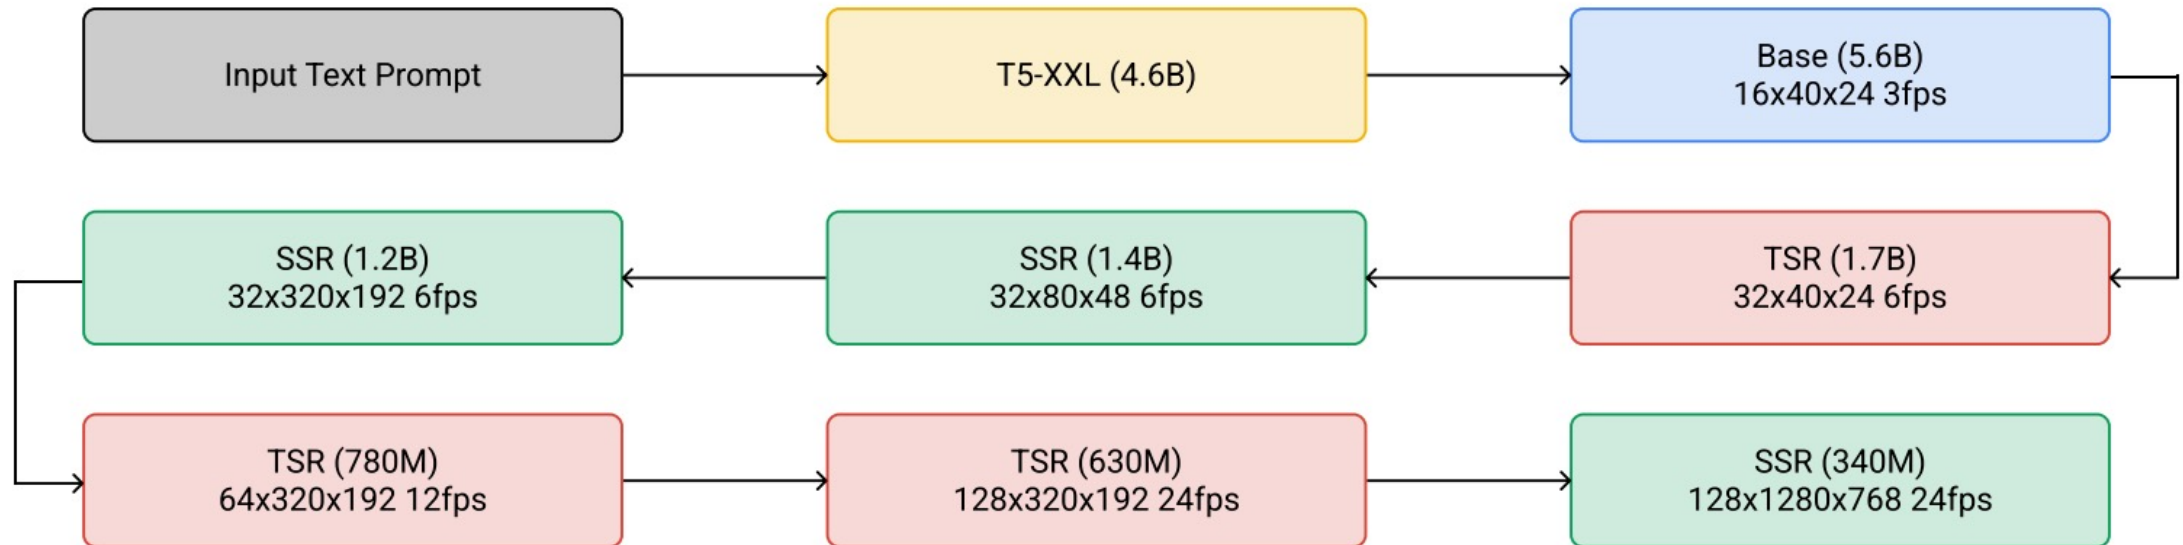 Input Text Prompt
T5-XXL (4.6B)
Base (5.6B)
16x40x24 3fps
SSR (1.2B)
32x320x192 6fps
SSR (1.4B)
32x80x48 6fps
TSR (1.7B)
32x40x24 6fps
TSR (780M)
64x320x192 12fps
TSR (630M)
128x320x192 24fps
SSR (340M)
128x1280x768 24fps